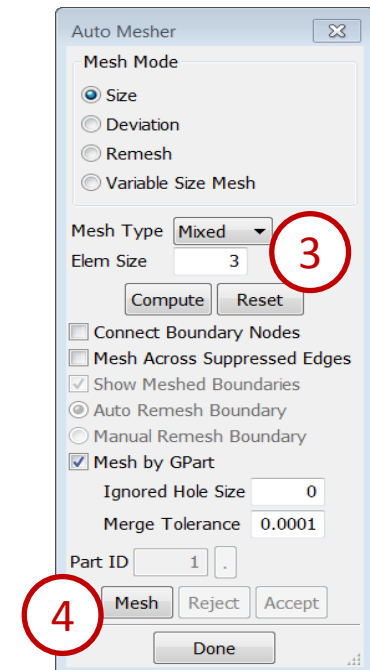 Auto Mesher
Mesh Mode
Size
Deviation
Remesh
Variable Size Mesh
Mesh Type Mixed
3
Elem Size 3
Compute Reset
Connect Boundary Nodes
Mesh Across Suppressed Edges
Show Meshed Boundaries
Auto Remesh Boundary
Manual Remesh Boundary
Mesh by GPart
Ignored Hole Size 0
Merge Tolerance 0.0001
Part ID 1 .
4 Mesh Reject Accept
Done